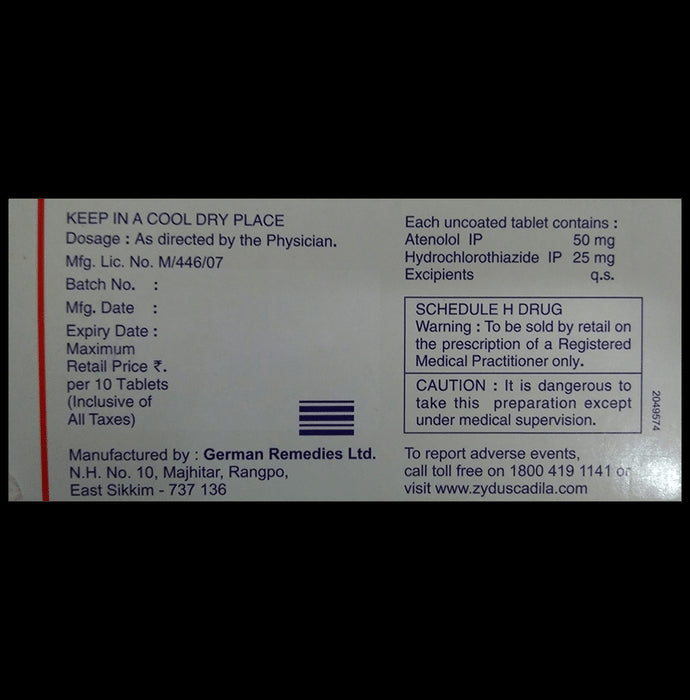 KEEP IN A COOL DRY PLACE
Dosage : As directed by the Physician.
Mfg. Lic. No. M/446/07
Batch No. :
Mfg. Date :
Expiry Date :
Maximum
Retail Price ₹.
per 10 Tablets
(Inclusive of
All Taxes)
Manufactured by : German Remedies Ltd.
N.H. No. 10, Majhitar, Rangpo,
East Sikkim - 737 136
Each uncoated tablet contains :
Atenolol IP 50 mg
Hydrochlorothiazide IP 25 mg
Excipients q.s.
SCHEDULE H DRUG
Warning : To be sold by retail on
the prescription of a Registered
Medical Practitioner only.
CAUTION : It is dangerous to
take this preparation except
under medical supervision.
2049574
To report adverse events,
call toll free on 1800 419 1141 or
visit www.zyduscadila.com